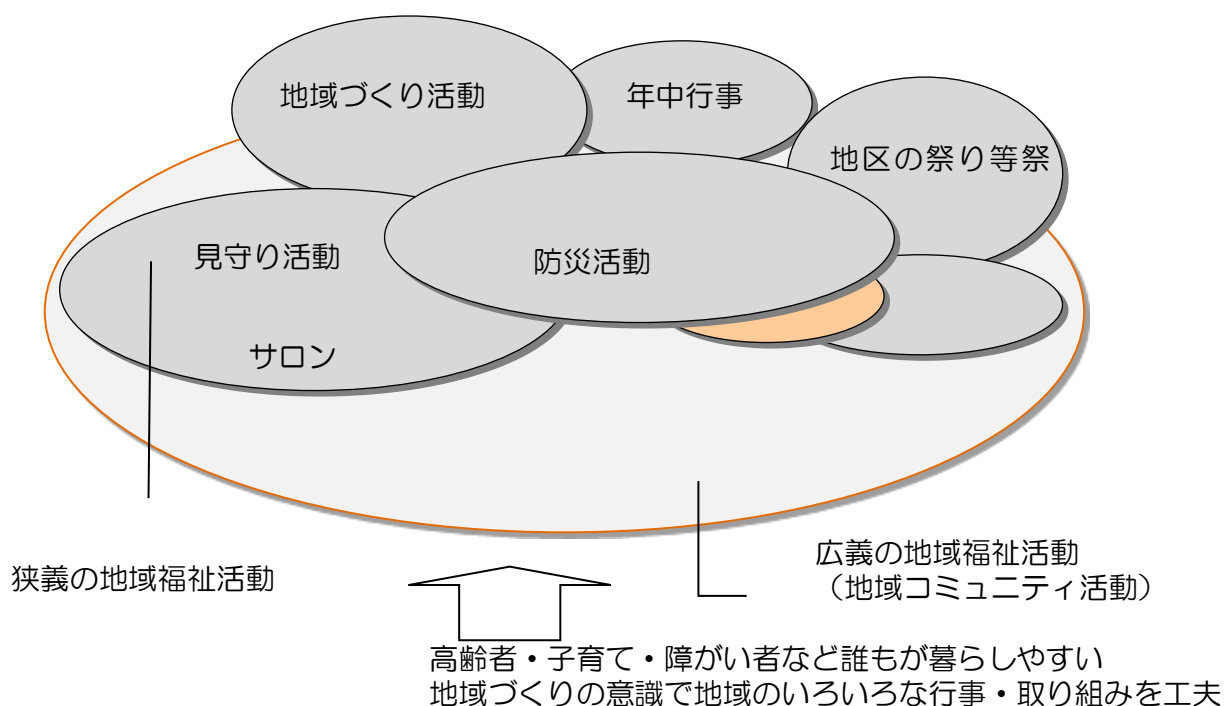 地域づくり活動
年中行事
地区の祭り等祭
見守り活動
防災活動
サロン
狭義の地域福祉活動
広義の地域福祉活動
（地域コミュニティ活動）
高齢者・子育て・障がい者など誰もが暮らしやすい
地域づくりの意識で地域のいろいろな行事・取り組みを工夫